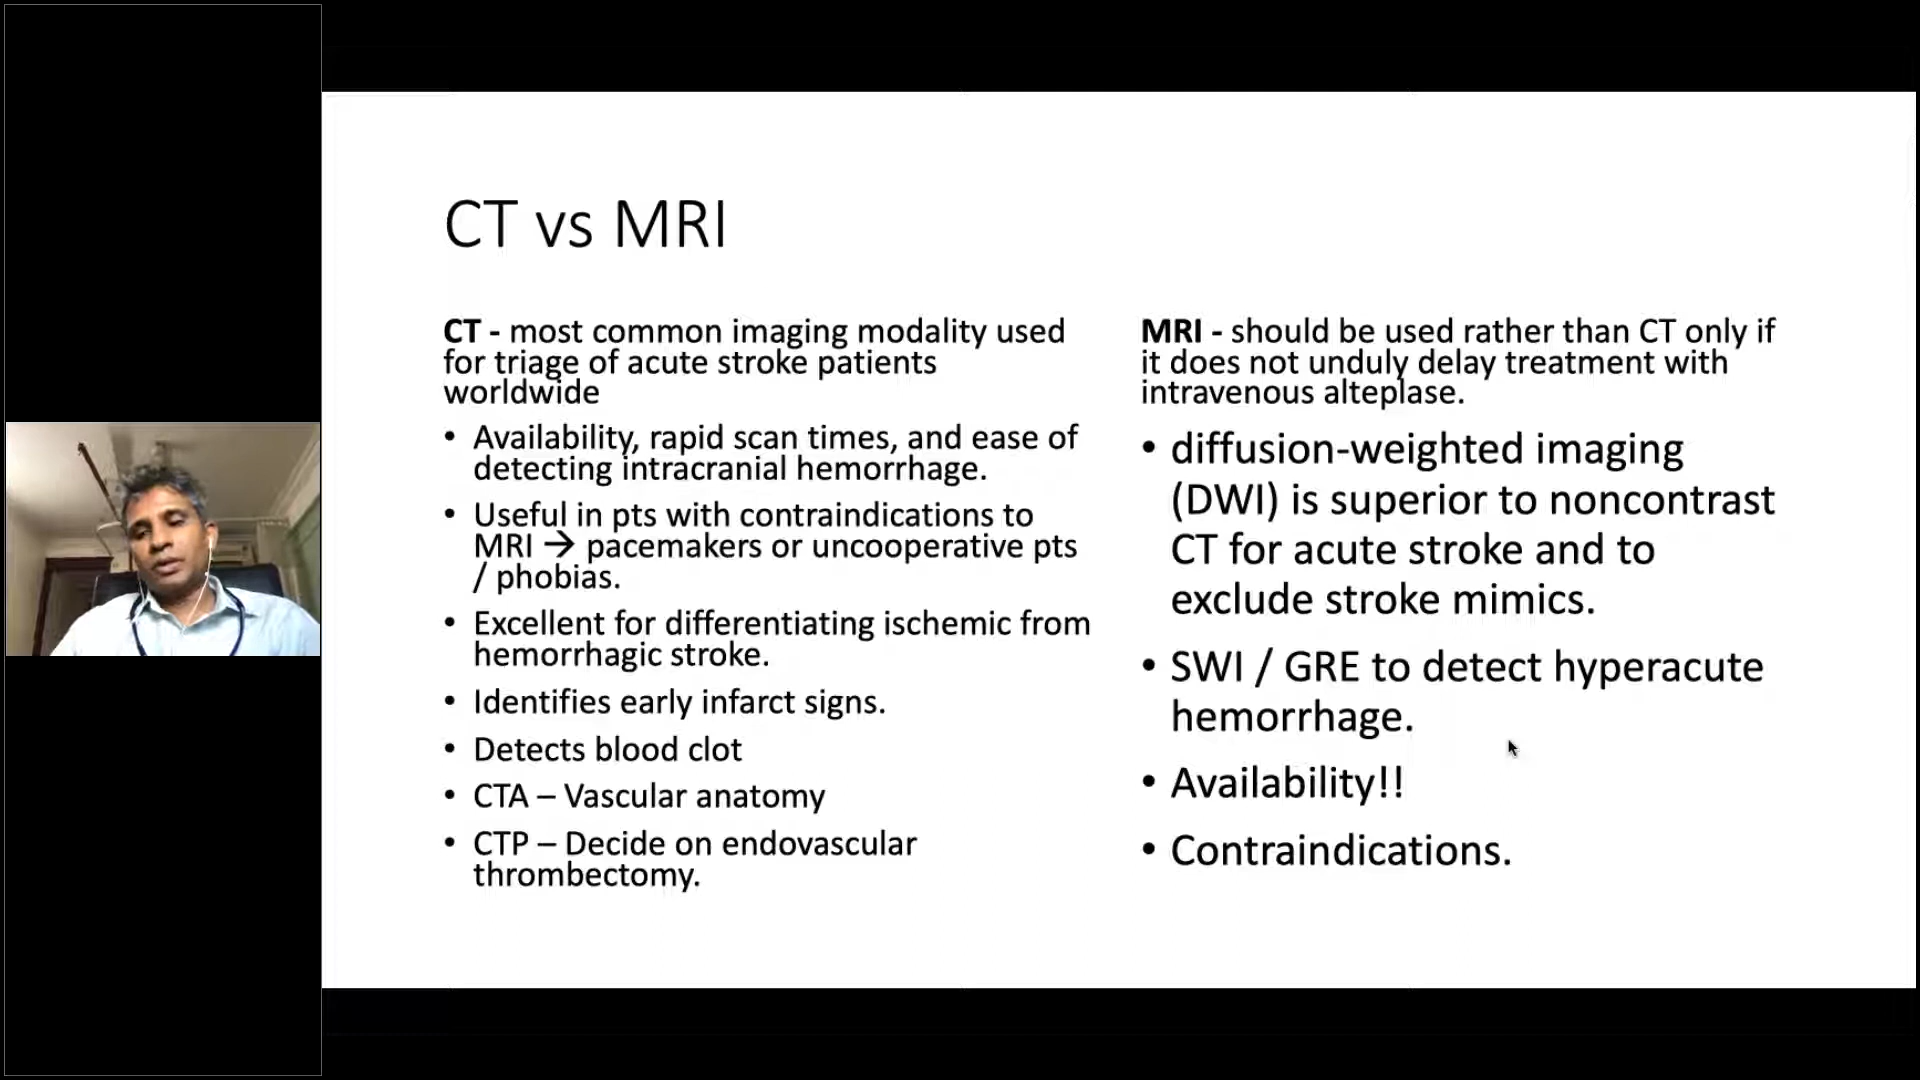 CT vs MRI
CT - most common imaging modality used
for triage of acute stroke patients
worldwide
• Availability, rapid scan times, and ease of
detecting intracranial hemorrhage.
• Useful in pts with contraindications to
MRI → pacemakers or uncooperative pts
/ phobias.
• Excellent for differentiating ischemic from
hemorrhagic stroke.
• Identifies early infarct signs.
• Detects blood clot
• CTA – Vascular anatomy
• CTP – Decide on endovascular
thrombectomy.
MRI - should be used rather than CT only if
it does not unduly delay treatment with
intravenous alteplase.
• diffusion-weighted imaging
(DWI) is superior to noncontrast
CT for acute stroke and to
exclude stroke mimics.
• SWI / GRE to detect hyperacute
hemorrhage.
• Availability!!
• Contraindications.